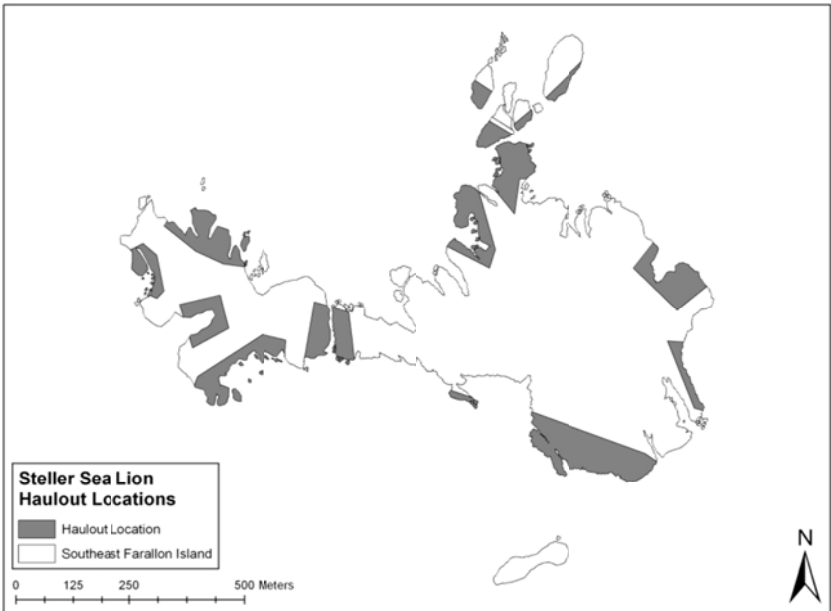 N
Steller Sea Lion
Haulout Locations
Haulout Location
Southeast Farallon Island
0 125 250 500 Meters